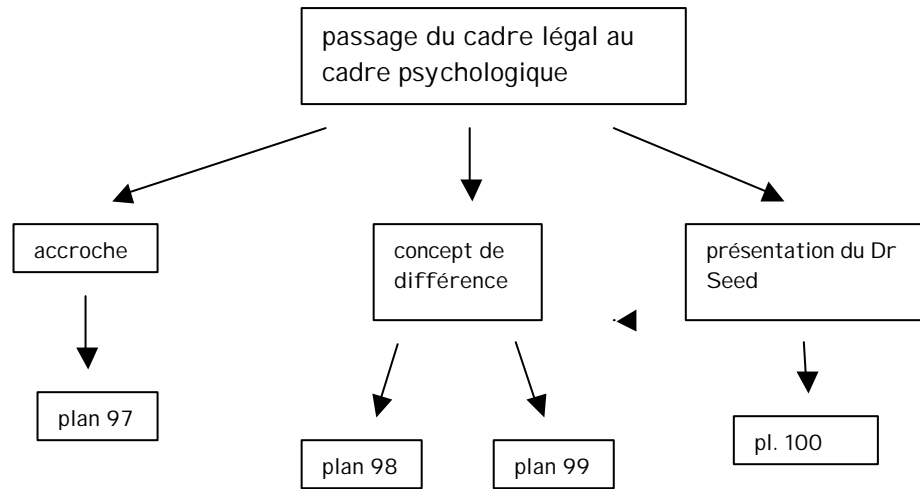 passage du cadre légal au
cadre psychologique
accroche
concept de
différence
présentation du Dr
Seed
plan 97
plan 98
plan 99
pl. 100